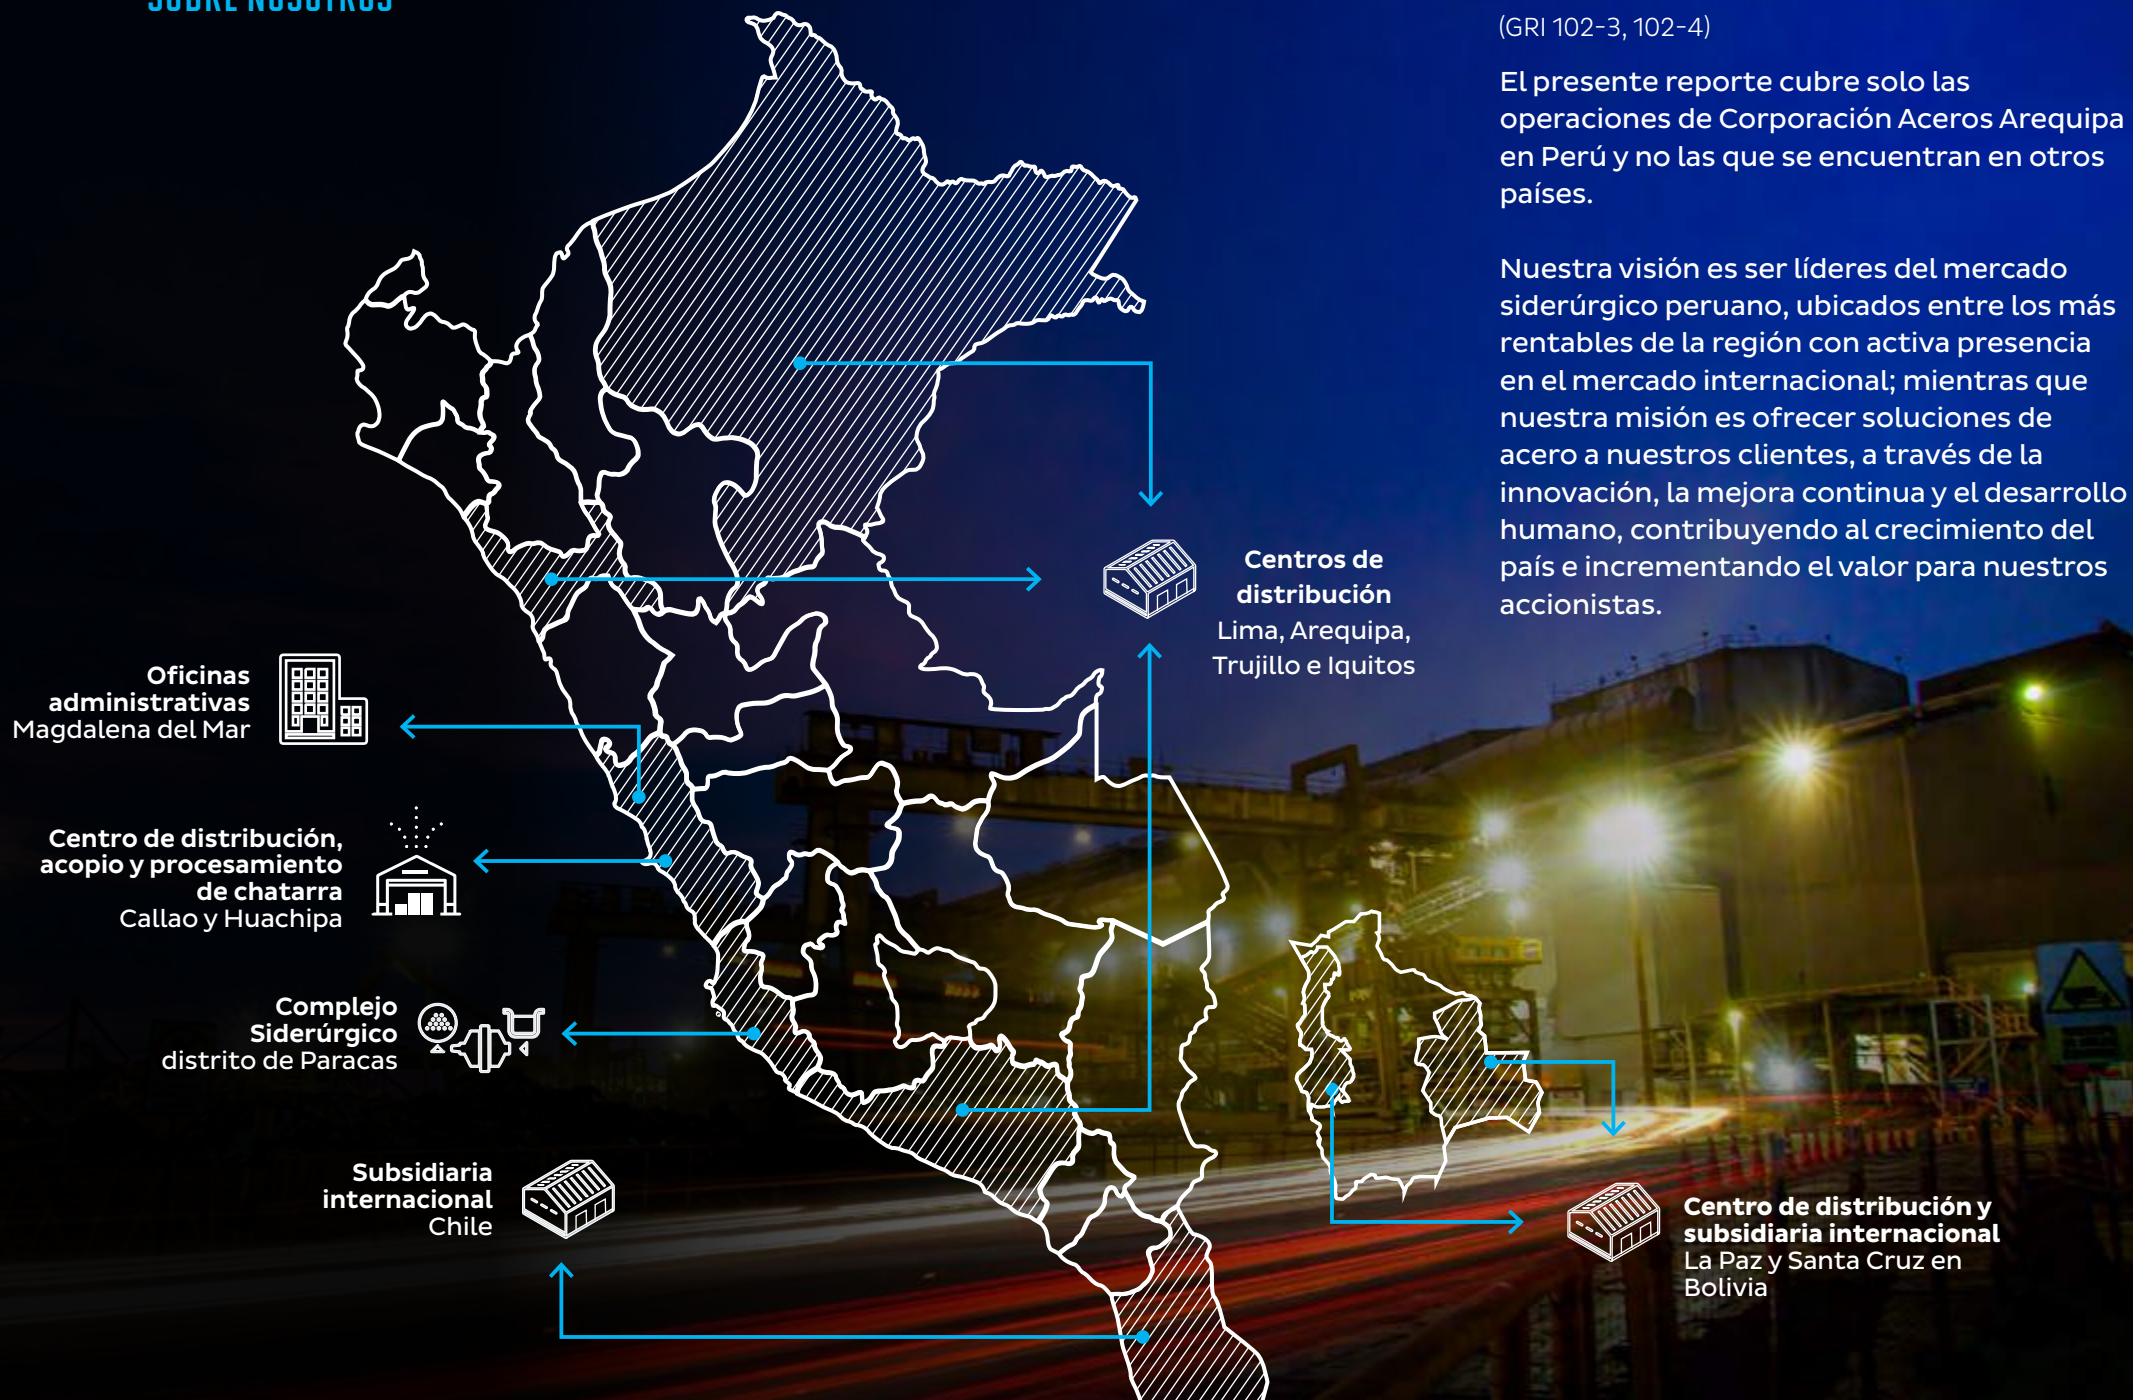 SOBRE NOSOTROS
(GRI 102-3, 102-4)
El presente reporte cubre solo las
operaciones de Corporación Aceros Arequipa
en Perú y no las que se encuentran en otros
países.
Nuestra visión es ser líderes del mercado
siderúrgico peruano, ubicados entre los más
rentables de la región con activa presencia
en el mercado internacional; mientras que
nuestra misión es ofrecer soluciones de
acero a nuestros clientes, a través de la
innovación, la mejora continua y el desarrollo
humano, contribuyendo al crecimiento del
país e incrementando el valor para nuestros
accionistas.
Centros de
distribución
Lima, Arequipa,
Trujillo e Iquitos
Oficinas
administrativas
Magdalena del Mar
Centro de distribución,
acopio y procesamiento
de chatarra
Callao y Huachipa
Complejo
Siderúrgico
distrito de Paracas
Subsidiaria
internacional
Chile
Centro de distribución y
subsidiaria internacional
La Paz y Santa Cruz en
Bolivia